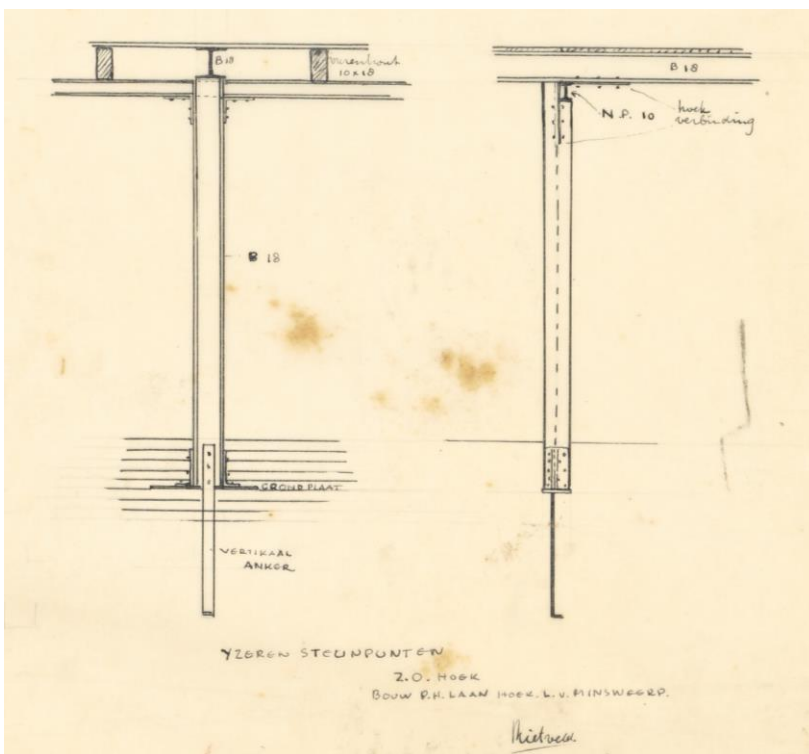 B 18
vurenhout
10 x 18
B 18
GRONDPLAAT
VERTIKAAL
ANKER
B 18
N.P. 10
hoek
verbinding
YZEREN STEUNPUNTEN
Z.O. HOEK
BOUW P.H. LAAN HOEK. L.V. MINSWEERD.
Rietveld